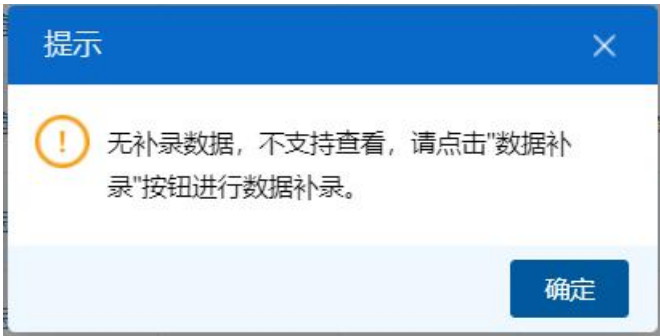 提示
无补录数据，不支持查看，请点击"数据补
录"按钮进行数据补录。
确定